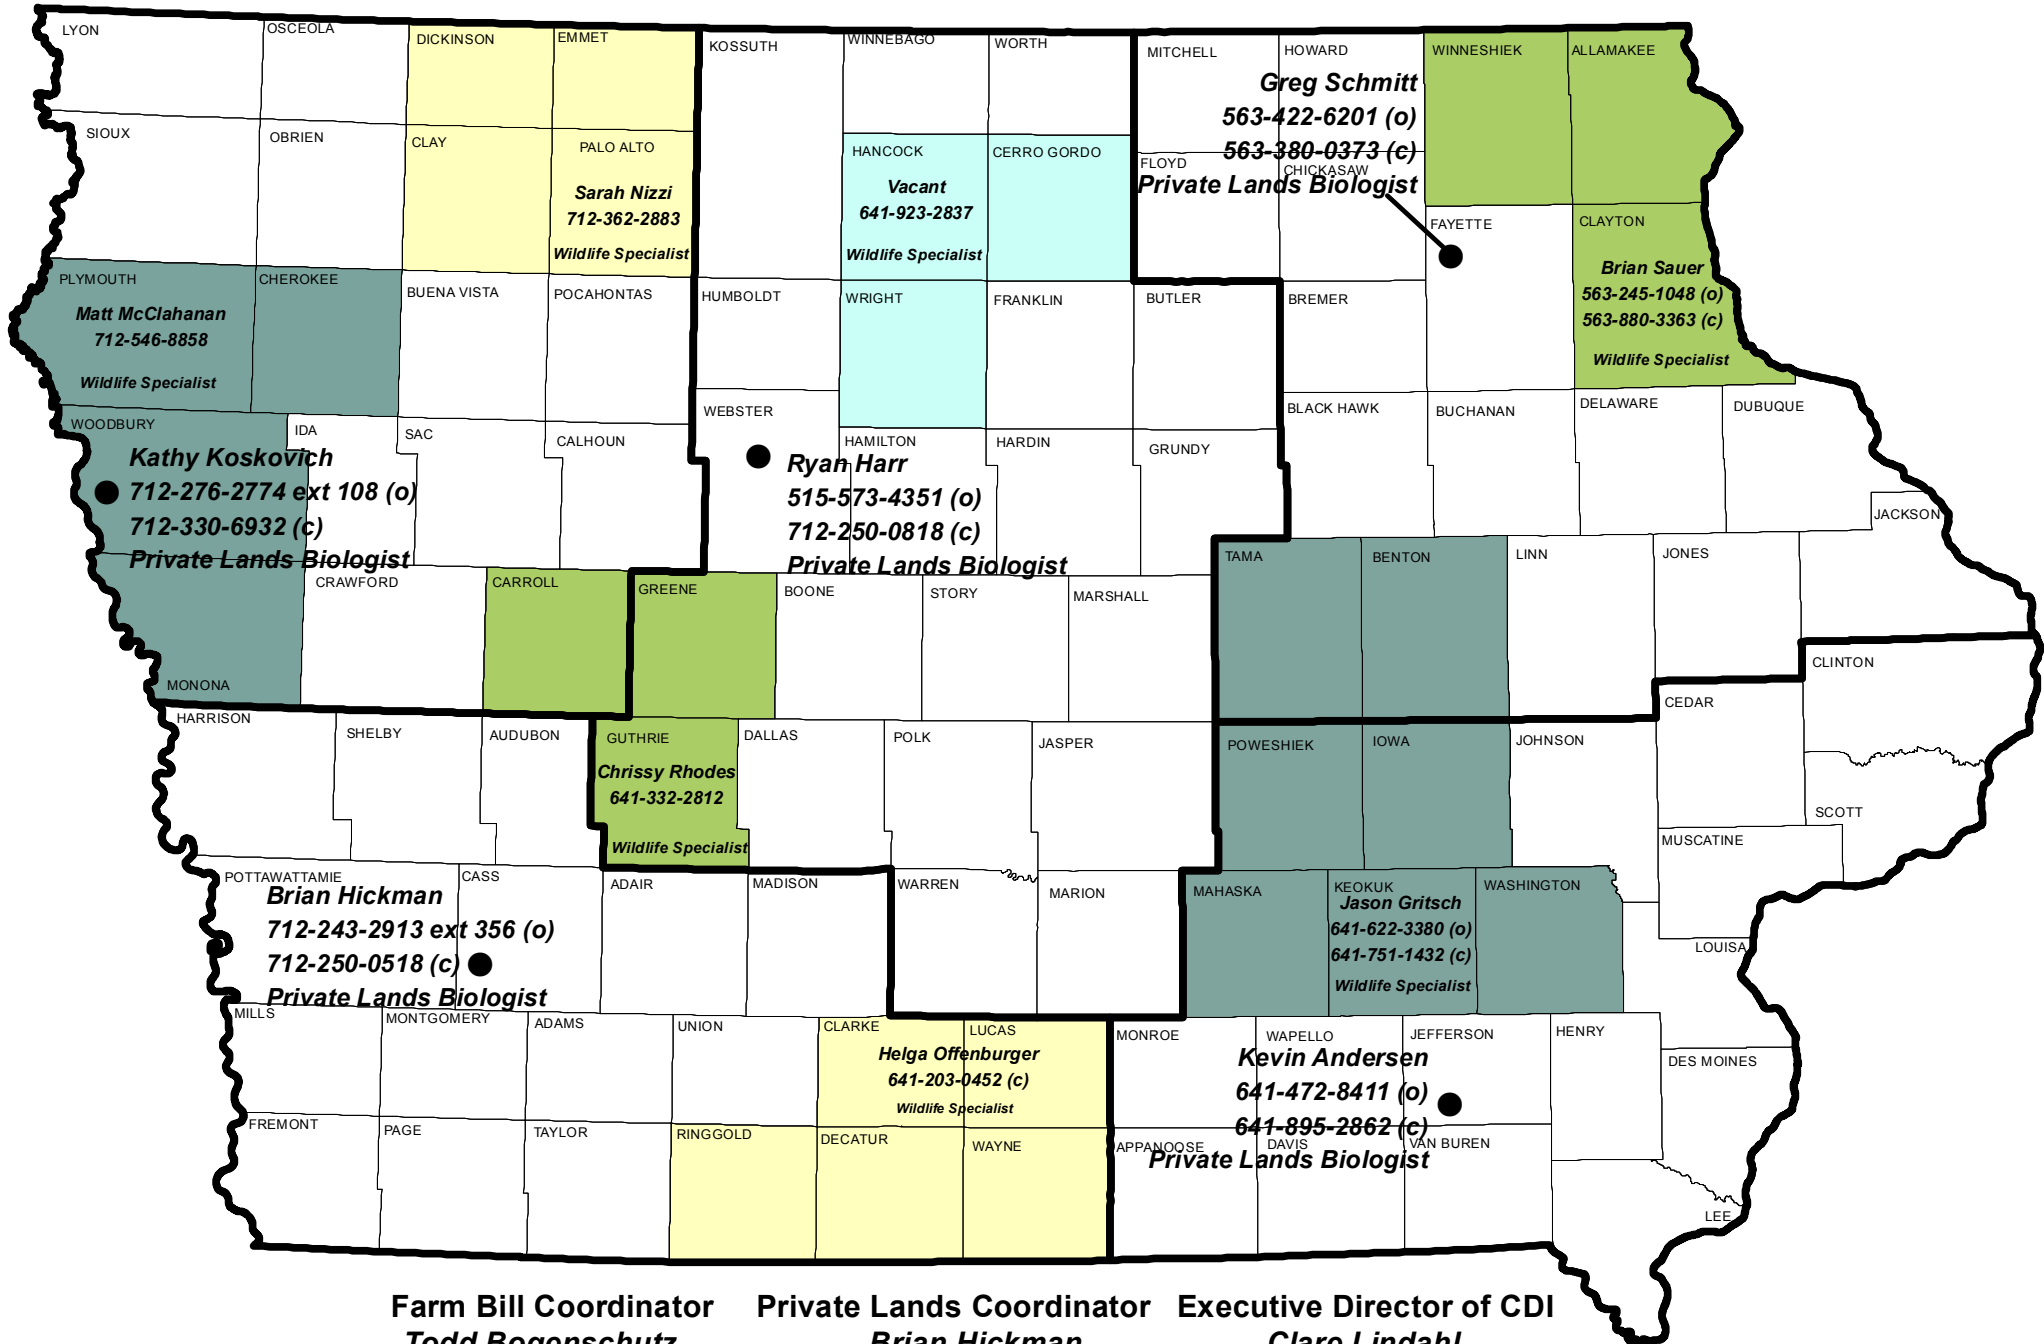 LYON
OSCEOLA
DICKINSON
EMMET
KOSSUTH
WINNEBAGO
WORTH
MITCHELL
HOWARD
WINNESHIEK
ALLAMAKEE
Greg Schmitt
563-422-6201 (o)
563-380-0373 (c)
Private Lands Biologist
SIOUX
OBRIEN
CLAY
PALO ALTO
Sarah Nizzi
712-362-2883
Wildlife Specialist
HANCOCK
Vacant
641-923-2837
Wildlife Specialist
CERRO GORDO
FLOYD
CHICKASAW
FAYETTE
CLAYTON
Brian Sauer
563-245-1048 (o)
563-880-3363 (c)
Wildlife Specialist
PLYMOUTH
Matt McClahanan
712-546-8858
Wildlife Specialist
CHEROKEE
BUENA VISTA
POCAHONTAS
HUMBOLDT
WRIGHT
FRANKLIN
BUTLER
BREMER
WOODBURY
IDA
SAC
CALHOUN
WEBSTER
HAMILTON
HARDIN
GRUNDY
BLACK HAWK
BUCHANAN
DELAWARE
DUBUQUE
Kathy Koskovich
712-276-2774 ext 108 (o)
712-330-6932 (c)
Private Lands Biologist
Ryan Harr
515-573-4351 (o)
712-250-0818 (c)
Private Lands Biologist
JACKSON
MONONA
CRAWFORD
CARROLL
GREENE
BOONE
STORY
MARSHALL
TAMA
BENTON
LINN
JONES
CLINTON
HARRISON
SHELBY
AUDUBON
GUTHRIE
Chrissy Rhodes
641-332-2812
Wildlife Specialist
DALLAS
POLK
JASPER
POWESHIEK
IOWA
JOHNSON
CEDAR
SCOTT
MUSCATINE
POTTAWATTAMIE
CASS
Brian Hickman
712-243-2913 ext 356 (o)
712-250-0518 (c)
Private Lands Biologist
ADAIR
MADISON
WARREN
MARION
MAHASKA
KEOKUK
Jason Gritsch
641-622-3380 (o)
641-751-1432 (c)
Wildlife Specialist
WASHINGTON
LOUISA
MILLS
MONTGOMERY
ADAMS
UNION
CLARKE
LUCAS
Helga Offenburger
641-203-0452 (c)
Wildlife Specialist
MONROE
WAPELLO
JEFFERSON
HENRY
DES MOINES
Kevin Andersen
641-472-8411 (o)
641-895-2862 (c)
Private Lands Biologist
FREMONT
PAGE
TAYLOR
RINGGOLD
DECATUR
WAYNE
APPANOOSE
DAVIS
VAN BUREN
LEE
Farm Bill Coordinator
Todd Bogenschutz
Private Lands Coordinator
Brian Hickman
Executive Director of CDI
Clare Lindahl